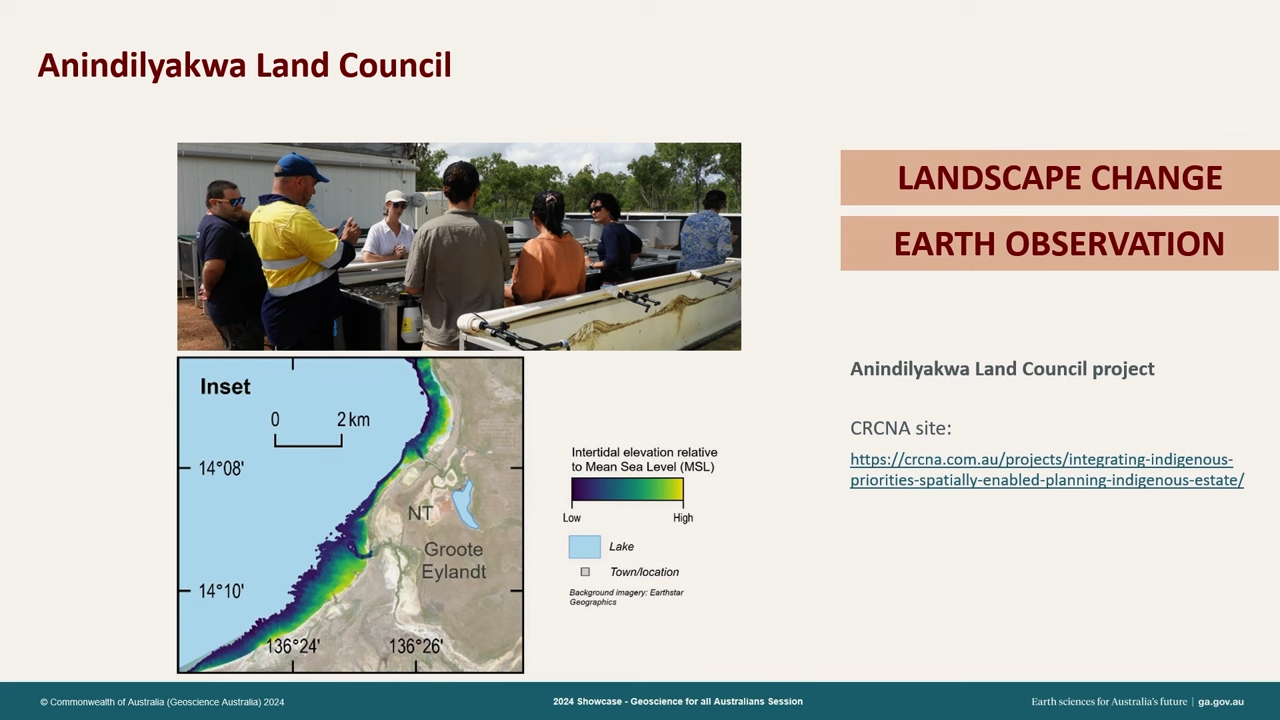 Anindilyakwa Land Council
LANDSCAPE CHANGE
EARTH OBSERVATION
Inset
0 2 km
14°08'
NT
Groote
Eylandt
14°10'
136°24' 136°26'
Intertidal elevation relative
to Mean Sea Level (MSL)
Low High
Lake
Town/location
Background imagery: Earthstar
Geographics
Anindilyakwa Land Council project
CRCNA site:
https://crcna.com.au/projects/integrating-indigenous-
priorities-spatially-enabled-planning-indigenous-estate/
© Commonwealth of Australia (Geoscience Australia) 2024
2024 Showcase - Geoscience for all Australians Session
Earth sciences for Australia's future | ga.gov.au